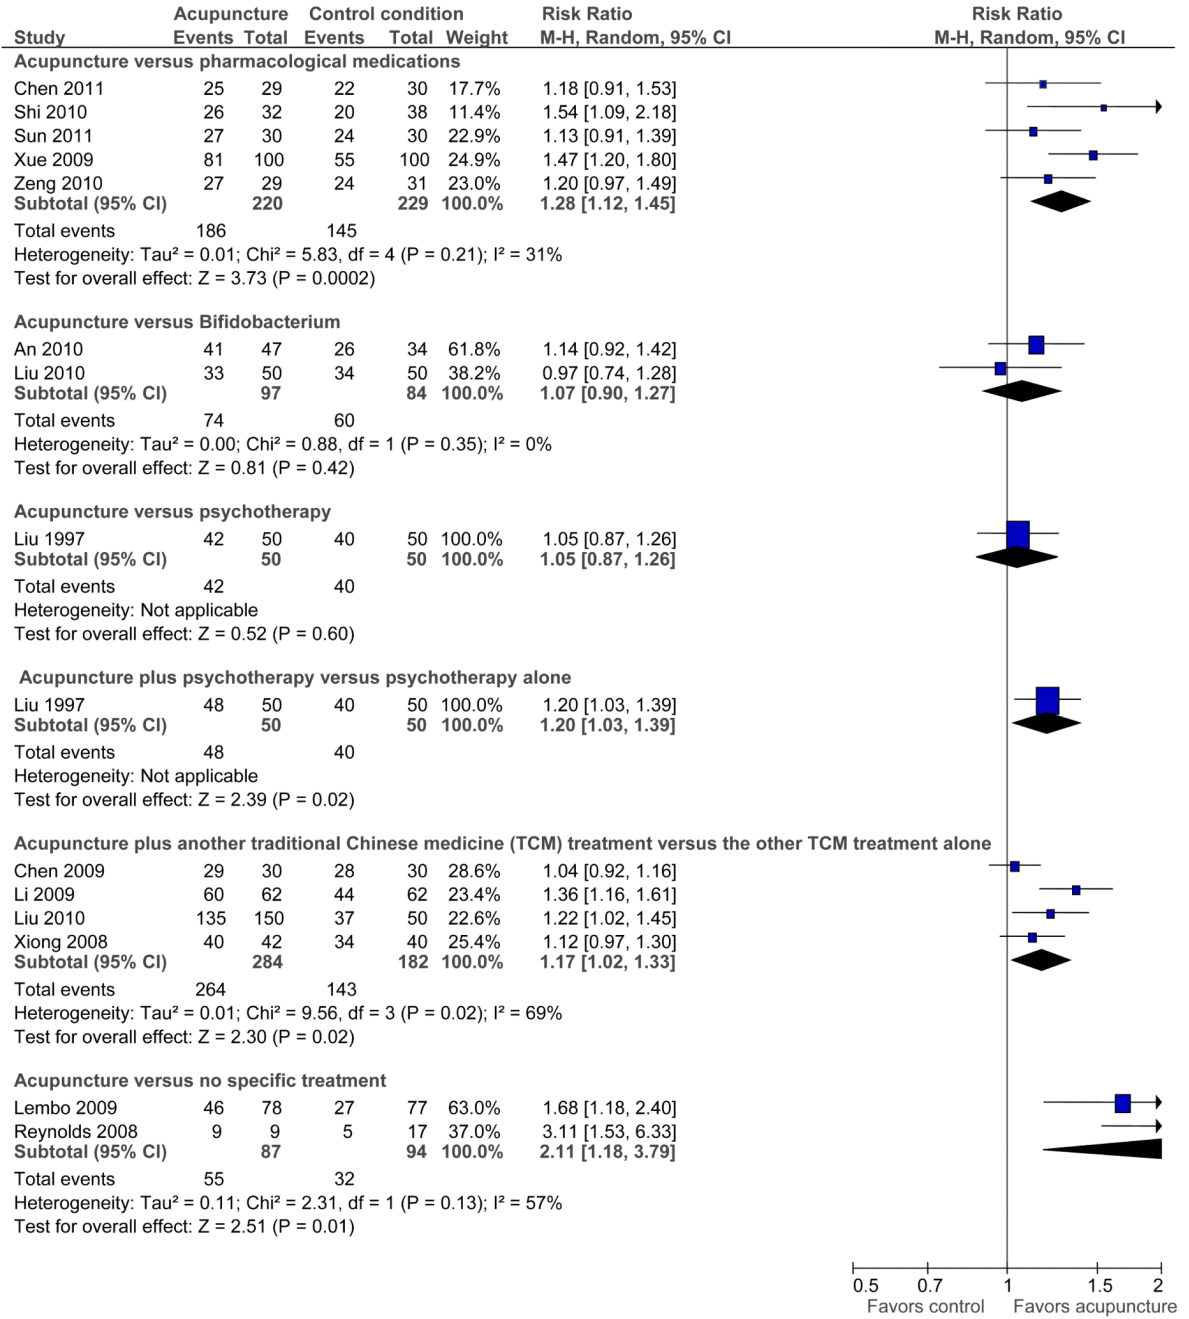 Acupuncture Control condition Risk Ratio Risk Ratio
Study Events Total Events Total Weight M-H, Random, 95% CI M-H, Random, 95% CI
Acupuncture versus pharmacological medications
Chen 2011 25 29 22 30 17.7% 1.18 [0.91, 1.53]
Shi 2010 26 32 20 38 11.4% 1.54 [1.09, 2.18]
Sun 2011 27 30 24 30 22.9% 1.13 [0.91, 1.39]
Xue 2009 81 100 55 100 24.9% 1.47 [1.20, 1.80]
Zeng 2010 27 29 24 31 23.0% 1.20 [0.97, 1.49]
Subtotal (95% CI) 220 229 100.0% 1.28 [1.12, 1.45]
Total events 186 145
Heterogeneity: Tau² = 0.01; Chi² = 5.83, df = 4 (P = 0.21); I² = 31%
Test for overall effect: Z = 3.73 (P = 0.0002)
Acupuncture versus Bifidobacterium
An 2010 41 47 26 34 61.8% 1.14 [0.92, 1.42]
Liu 2010 33 50 34 50 38.2% 0.97 [0.74, 1.28]
Subtotal (95% CI) 97 84 100.0% 1.07 [0.90, 1.27]
Total events 74 60
Heterogeneity: Tau² = 0.00; Chi² = 0.88, df = 1 (P = 0.35); I² = 0%
Test for overall effect: Z = 0.81 (P = 0.42)
Acupuncture versus psychotherapy
Liu 1997 42 50 40 50 100.0% 1.05 [0.87, 1.26]
Subtotal (95% CI) 50 50 100.0% 1.05 [0.87, 1.26]
Total events 42 40
Heterogeneity: Not applicable
Test for overall effect: Z = 0.52 (P = 0.60)
Acupuncture plus psychotherapy versus psychotherapy alone
Liu 1997 48 50 40 50 100.0% 1.20 [1.03, 1.39]
Subtotal (95% CI) 50 50 100.0% 1.20 [1.03, 1.39]
Total events 48 40
Heterogeneity: Not applicable
Test for overall effect: Z = 2.39 (P = 0.02)
Acupuncture plus another traditional Chinese medicine (TCM) treatment versus the other TCM treatment alone
Chen 2009 29 30 28 30 28.6% 1.04 [0.92, 1.16]
Li 2009 60 62 44 62 23.4% 1.36 [1.16, 1.61]
Liu 2010 135 150 37 50 22.6% 1.22 [1.02, 1.45]
Xiong 2008 40 42 34 40 25.4% 1.12 [0.97, 1.30]
Subtotal (95% CI) 284 182 100.0% 1.17 [1.02, 1.33]
Total events 264 143
Heterogeneity: Tau² = 0.01; Chi² = 9.56, df = 3 (P = 0.02); I² = 69%
Test for overall effect: Z = 2.30 (P = 0.02)
Acupuncture versus no specific treatment
Lembo 2009 46 78 27 77 63.0% 1.68 [1.18, 2.40]
Reynolds 2008 9 9 5 17 37.0% 3.11 [1.53, 6.33]
Subtotal (95% CI) 87 94 100.0% 2.11 [1.18, 3.79]
Total events 55 32
Heterogeneity: Tau² = 0.11; Chi² = 2.31, df = 1 (P = 0.13); I² = 57%
Test for overall effect: Z = 2.51 (P = 0.01)
0.5 0.7 1 1.5 2
Favors control Favors acupuncture